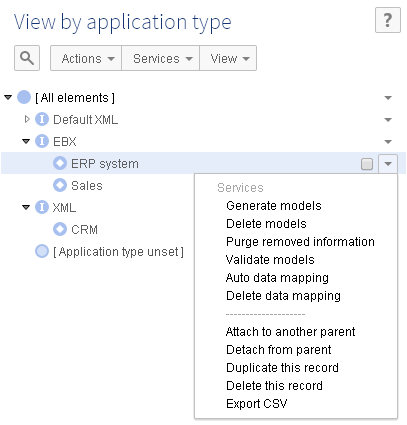 View by application type
?
Actions Services View
[ All elements ]
I Default XML
I EBX
ERP system
Sales
I XML
CRM
[ Application type unset ]
Services
Generate models
Delete models
Purge removed information
Validate models
Auto data mapping
Delete data mapping
--------------------
Attach to another parent
Detach from parent
Duplicate this record
Delete this record
Export CSV